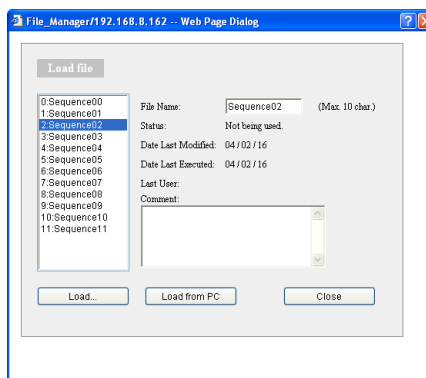 File_Manager/192.168.8.162 -- Web Page Dialog
Load file
0:Sequence00
1:Sequence01
2:Sequence02
3:Sequence03
4:Sequence04
5:Sequence05
6:Sequence06
7:Sequence07
8:Sequence08
9:Sequence09
10:Sequence10
11:Sequence11
File Name: Sequence02 (Max. 10 char.)
Status: Not being used.
Date Last Modified: 04 / 02 / 16
Date Last Executed: 04 / 02 / 16
Last User:
Comment:
Load... Load from PC Close